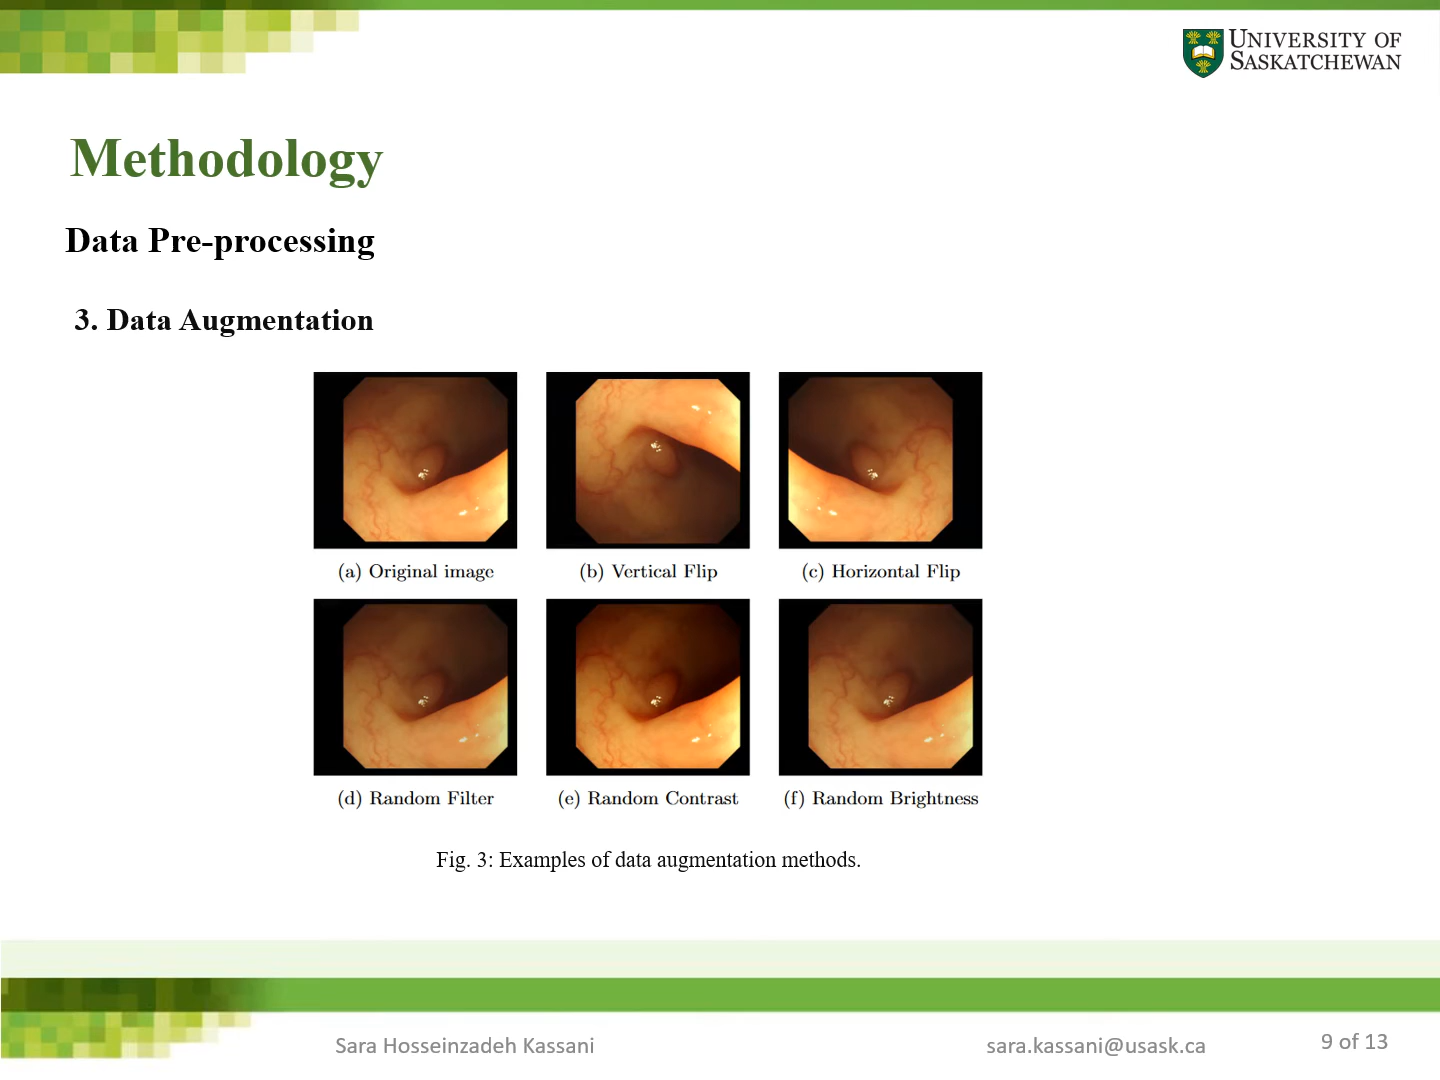 UNIVERSITY OF
SASKATCHEWAN
Methodology
Data Pre-processing
3. Data Augmentation
(a) Original image
(b) Vertical Flip
(c) Horizontal Flip
(d) Random Filter
(e) Random Contrast
(f) Random Brightness
Fig. 3: Examples of data augmentation methods.
Sara Hosseinzadeh Kassani
sara.kassani@usask.ca
9 of 13